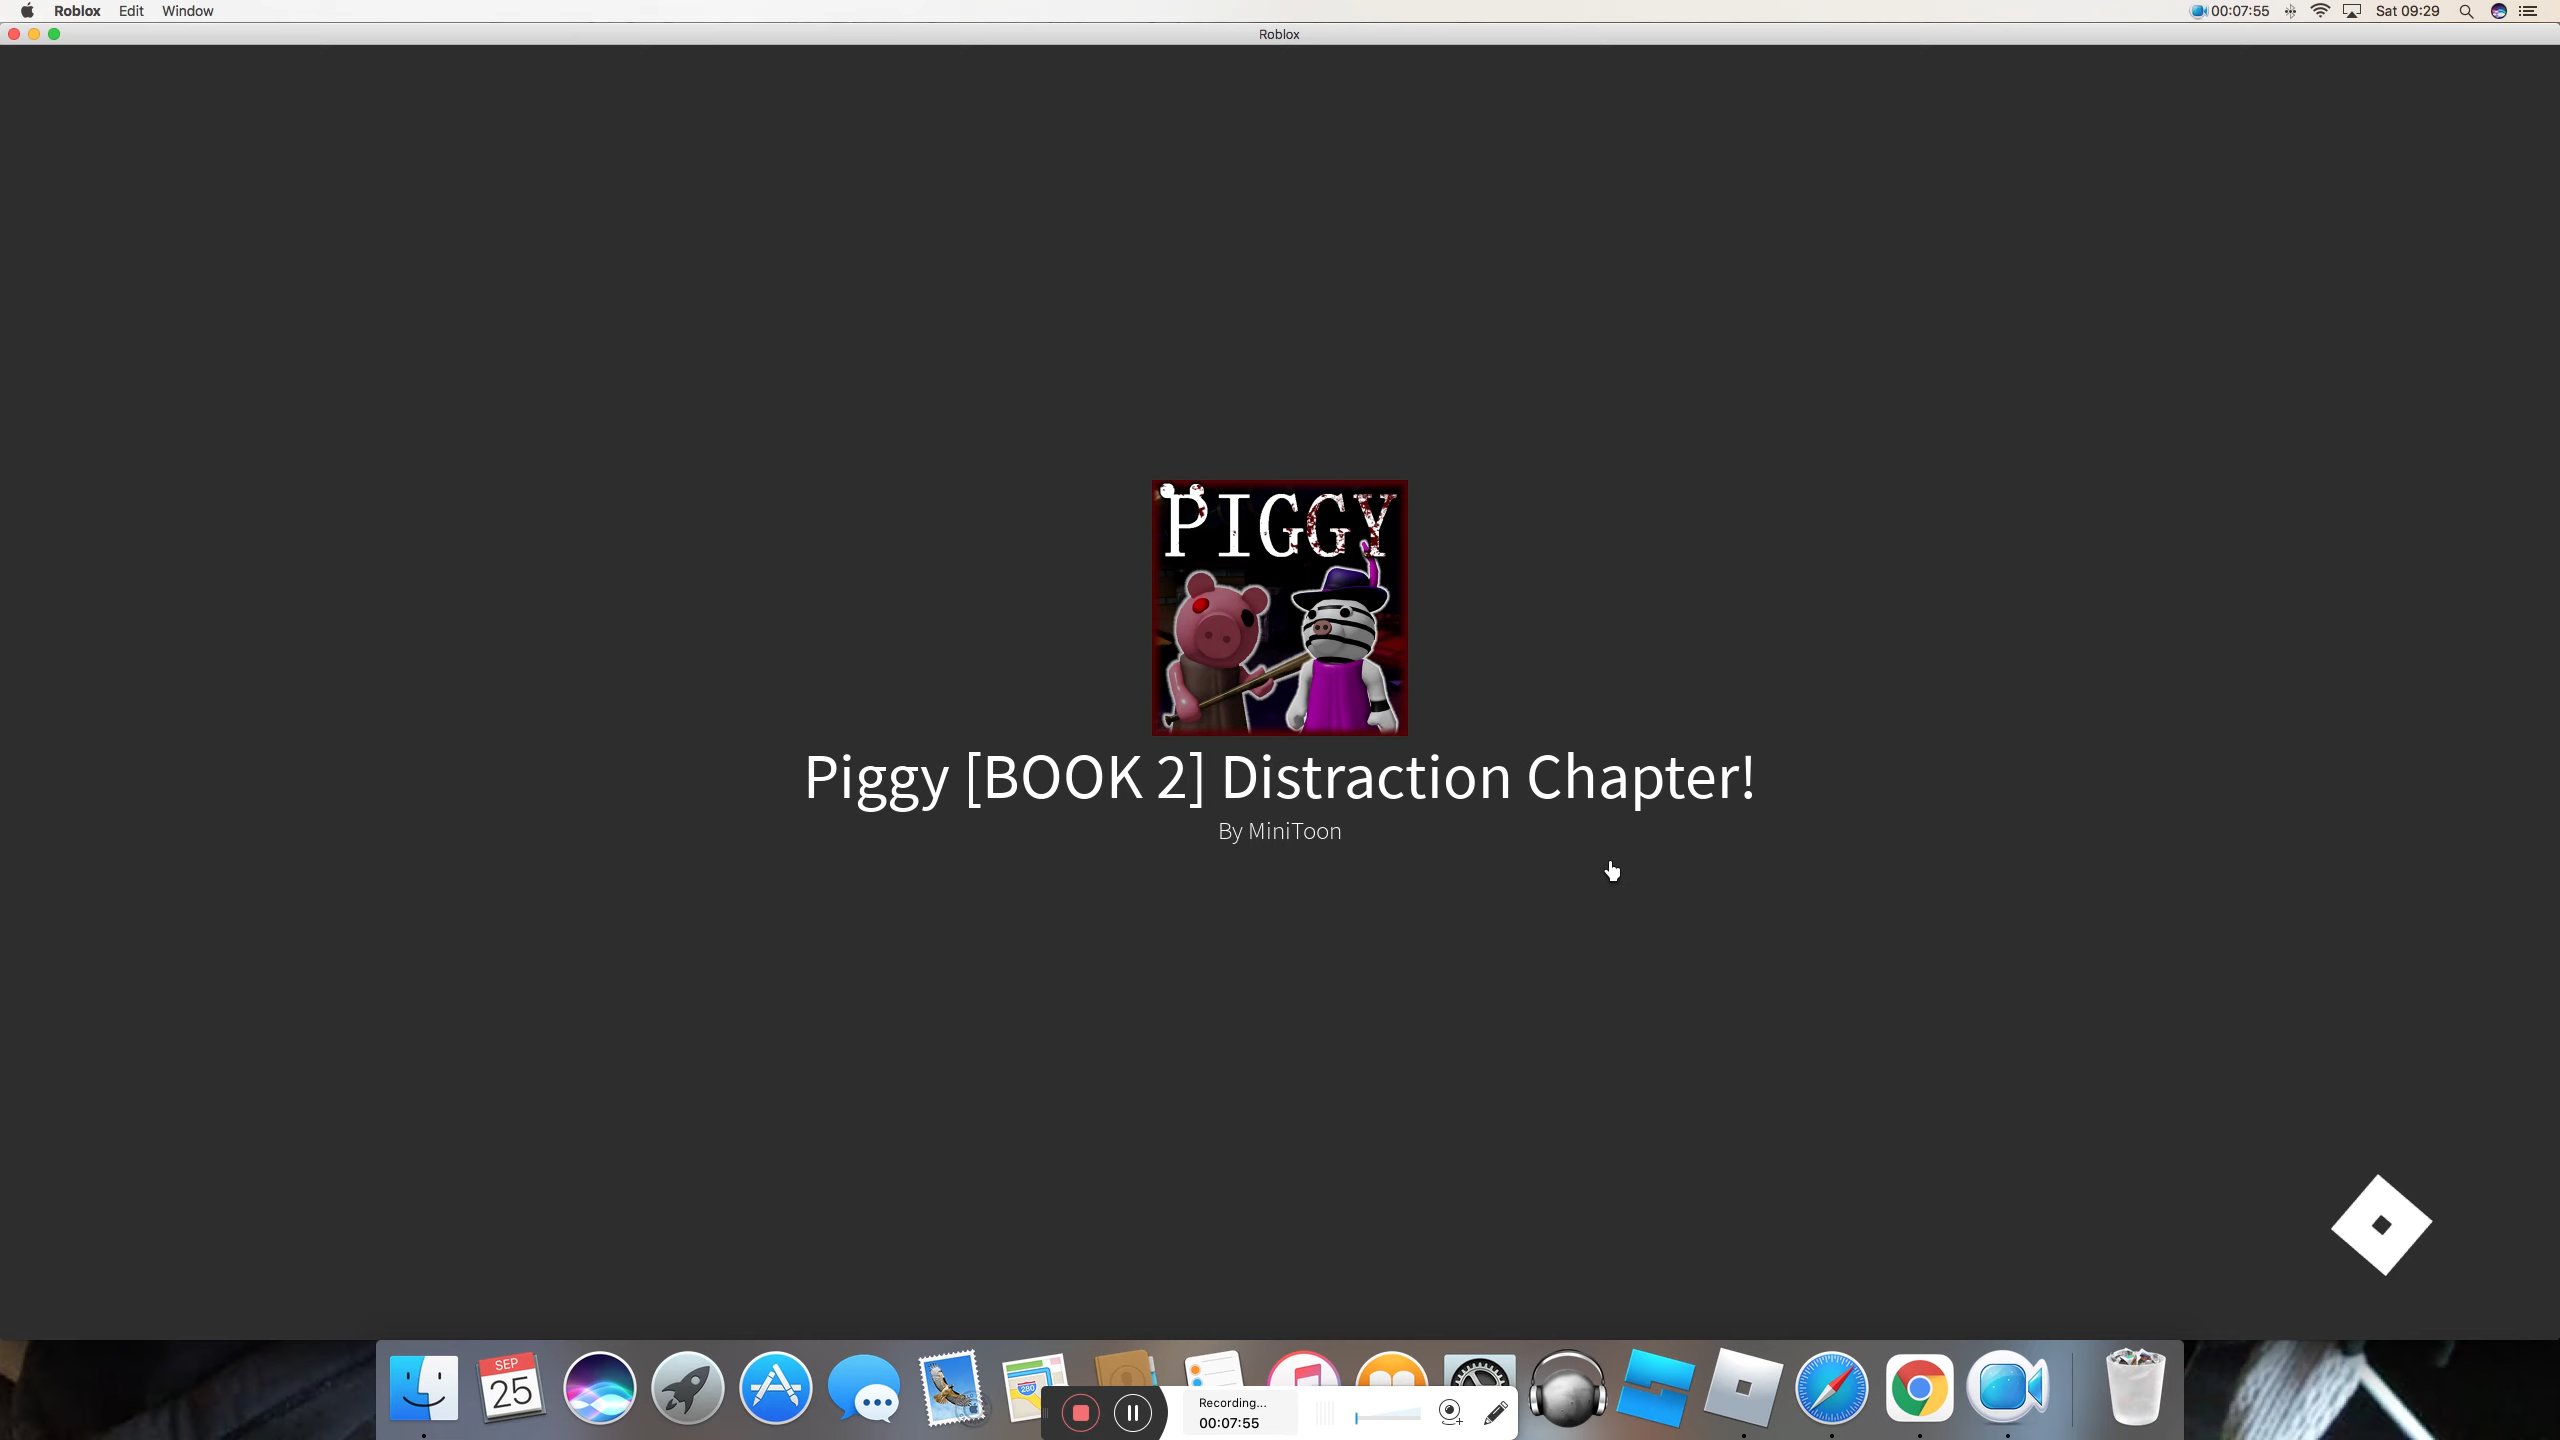 Roblox Edit Window
00:07:55 Sat 09:29
Roblox
PIGGY
Piggy [BOOK 2] Distraction Chapter!
By MiniToon
SEP
25
280
Recording...
00:07:55